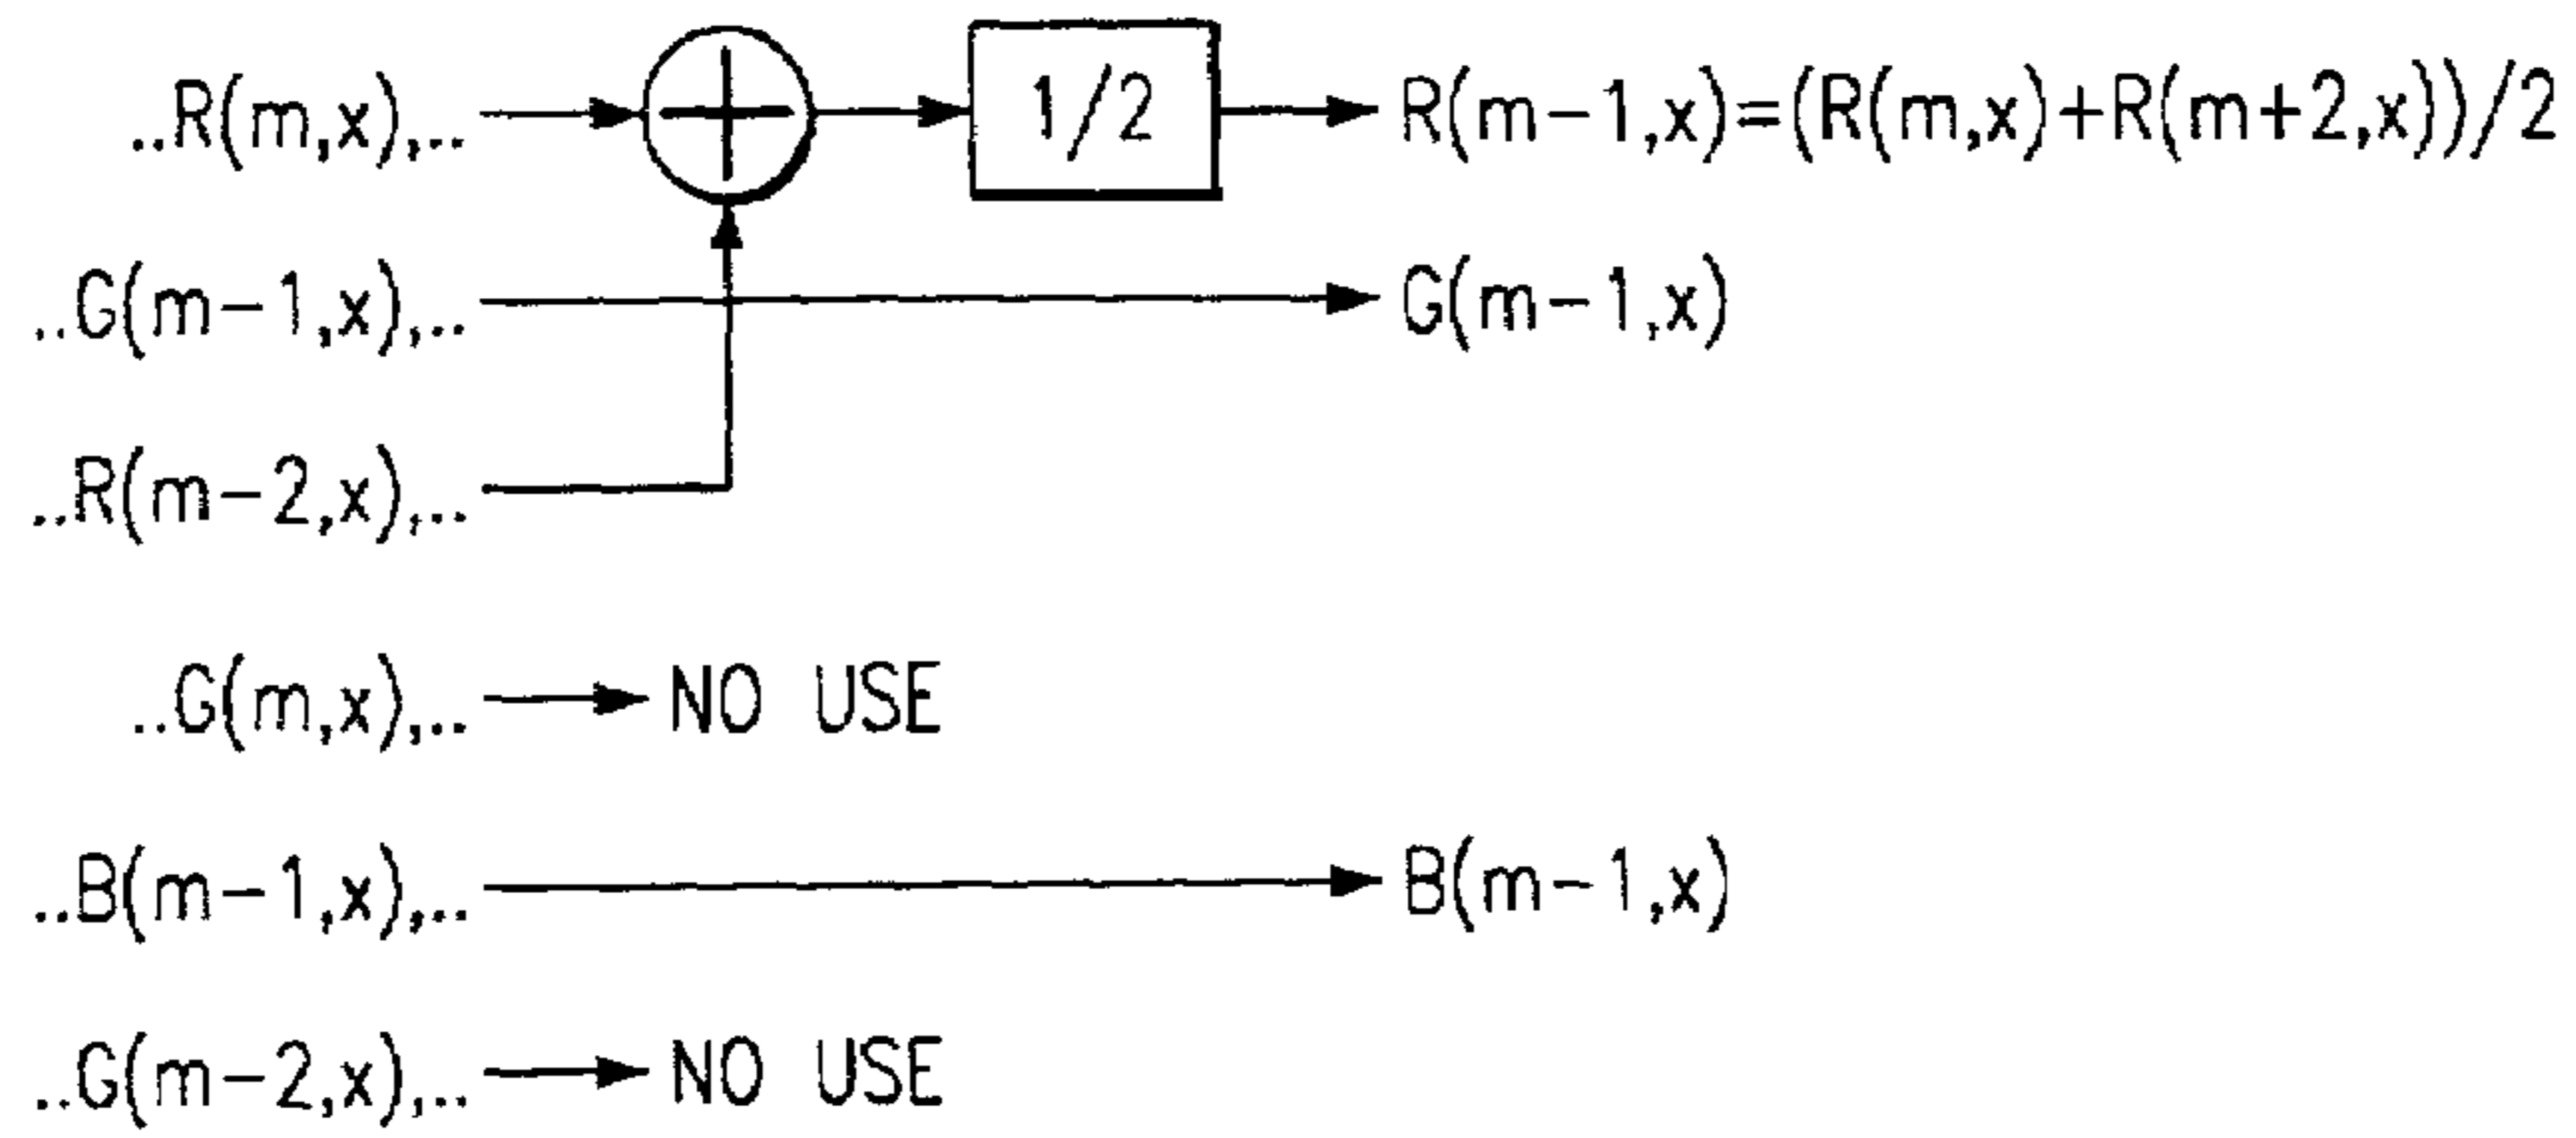 ..R(m,x),.. 1/2 R(m-1,x)=(R(m,x)+R(m+2,x))/2
..G(m-1,x),.. G(m-1,x)
..R(m-2,x),..
..G(m,x),.. NO USE
..B(m-1,x),.. B(m-1,x)
..G(m-2,x),.. NO USE